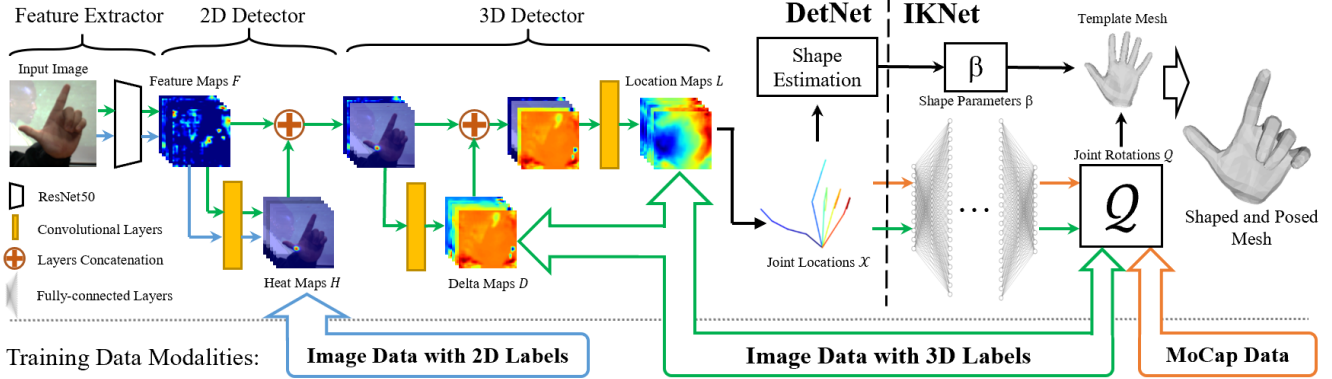 Feature Extractor
2D Detector
3D Detector
DetNet
IKNet
Input Image
Feature Maps F
Location Maps L
Shape
Estimation
β
Shape Parameters β
Template Mesh
ResNet50
Convolutional Layers
Layers Concatenation
Fully-connected Layers
Heat Maps H
Delta Maps D
Joint Locations 𝒳
...
Joint Rotations Q
Q
Shaped and Posed
Mesh
Training Data Modalities:
Image Data with 2D Labels
Image Data with 3D Labels
MoCap Data